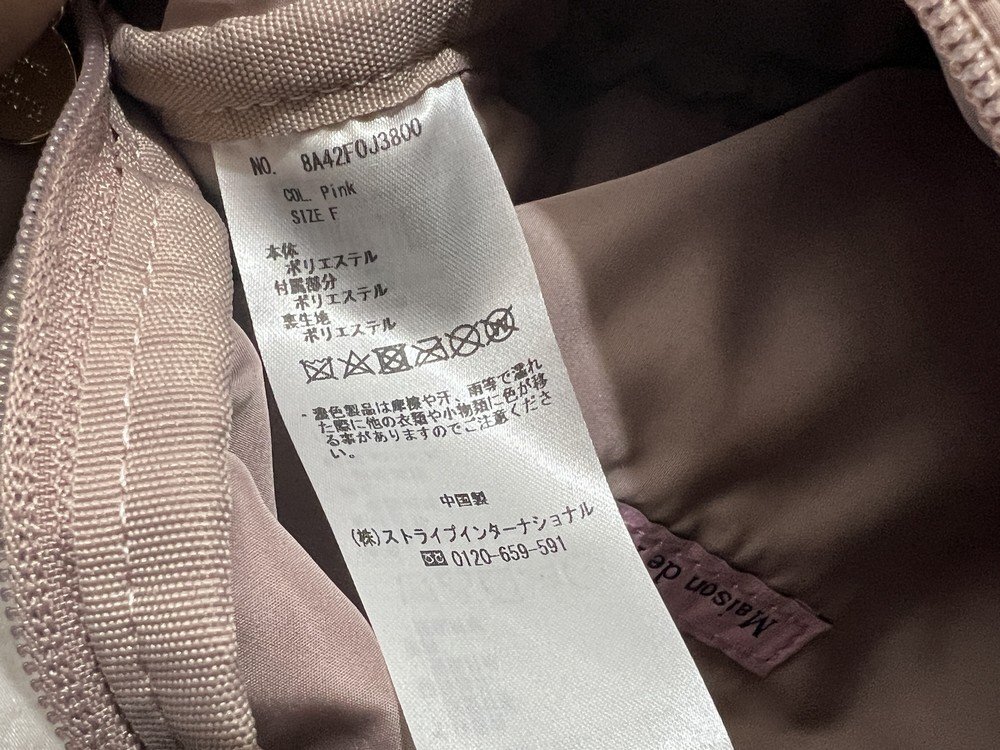 NO. 8A42F0J3800
COL. Pink
SIZE F
本体
ポリエステル
付属部分
ポリエステル
裏生地
ポリエステル
・濃色製品は摩擦や汗、雨等で濡れ
た際に他の衣類や小物類に色が移
る事がありますのでご注意くださ
い。
中国製
(株)ストライプインターナショナル
0120-659-591
Maison de